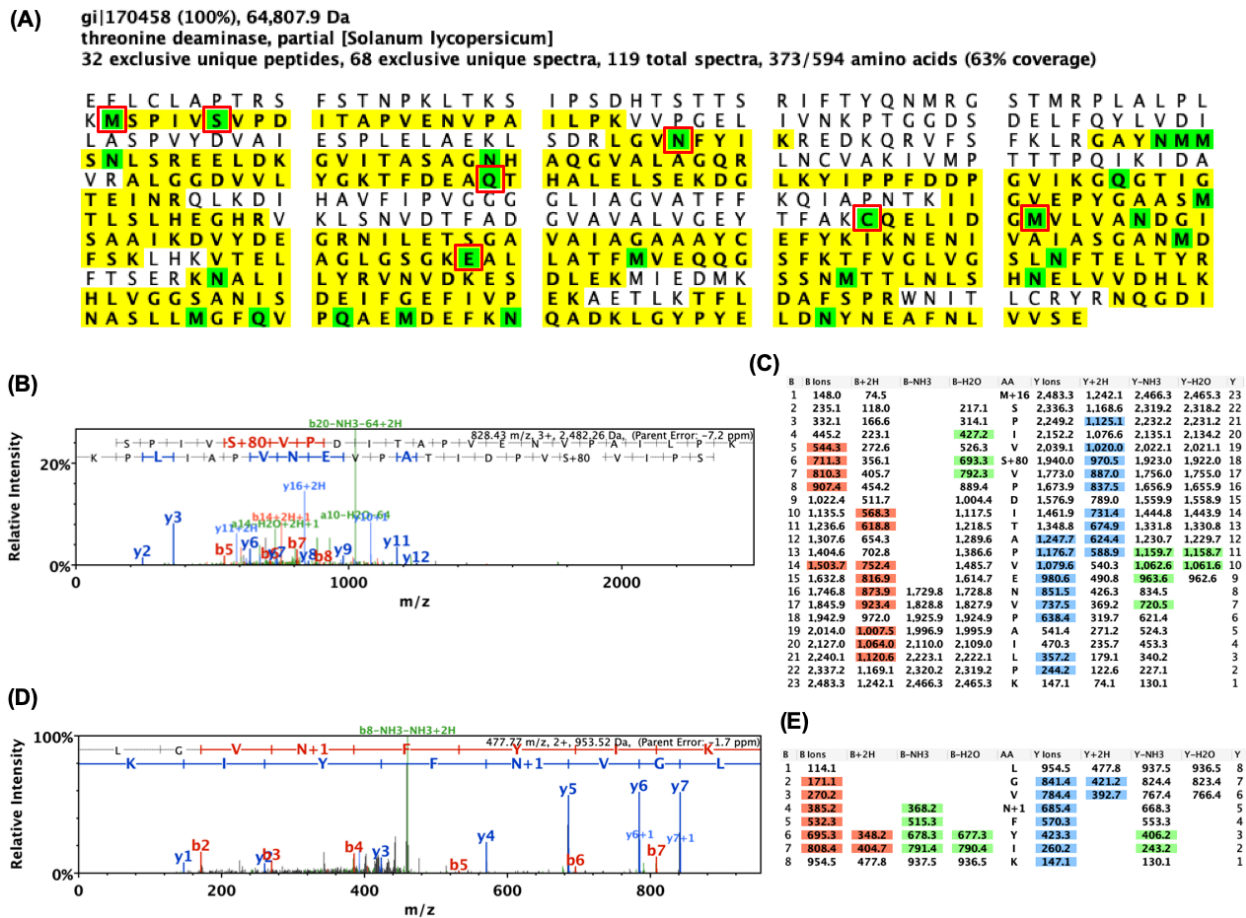 (A)
gi|170458 (100%), 64,807.9 Da
threonine deaminase, partial [Solanum lycopersicum]
32 exclusive unique peptides, 68 exclusive unique spectra, 119 total spectra, 373/594 amino acids (63% coverage)
E F L C L A P T R S F S T N P K L T K S I P S D H T S T T S R I F T Y Q N M R G S T M R P L A L P L
K M S P I V S V P D I T A P V E N V P A I L P K V V P G E L I V N K P T G G D S D E L F Q Y L V D I
L A S P V Y D V A I E S P L E L A E K L S D R L G V N F Y I K R E D K Q R V F S F K L R G A Y N M M
S N L S R E E L D K G V I T A S A G N H A Q G V A L A G Q R L N C V A K I V M P T T T P Q I K I D A
V R A L G G D V V L Y G K T F D E A Q T H A L E L S E K D G L K Y I P P F D D P G V I K G Q G T I G
T E I N R Q L K D I H A V F I P V G G G G L I A G V A T F F K Q I A P N T K I I G V E P Y G A A S M
T L S L H E G H R V K L S N V D T F A D G V A V A L V G E Y T F A K C Q E L I D G M V L V A N D G I
S A A I K D V Y D E G R N I L E T S G A V A I A G A A A Y C E F Y K I K N E N I V A I A S G A N M D
F S K L H K V T E L A G L G S G K E A L L A T F M V E Q Q G S F K T F V G L V G S L N F T E L T Y R
F T S E R K N A L I L Y R V N V D K E S D L E K M I E D M K S S N M T T L N L S H N E L V V D H L K
H L V G G S A N I S D E I F G E F I V P E K A E T L K T F L D A F S P R W N I T L C R Y R N Q G D I
N A S L L M G F Q V P Q A E M D E F K N Q A D K L G Y P Y E L D N Y N E A F N L V V S E
(B)
b20-NH3-64+2H
828.43 m/z, 3+, 2,482.26 Da, (Parent Error: -7.2 ppm)
S P I V S+80 V P D I T A P V E N V P A I L P K
K P L I A P V N E V P A T I D P V S+80 V I P S
Relative Intensity
20%
0%
y16+2H
y3
b14+2H+1
a10-H2O-64
a14-H2O+2H+1
y11+2H
y10+1
y2 b5 y6 b6 y7 b7 y8 b8 y9 y11 y12
0 1000 2000
m/z
(C)
B B Ions B+2H B-NH3 B-H2O AA Y Ions Y+2H Y-NH3 Y-H2O Y
1 148.0 74.5 M+16 2,483.3 1,242.1 2,466.3 2,465.3 23
2 235.1 118.0 217.1 S 2,336.3 1,168.6 2,319.2 2,318.2 22
3 332.1 166.6 314.1 P 2,249.2 1,125.1 2,232.2 2,231.2 21
4 445.2 223.1 427.2 I 2,152.2 1,076.6 2,135.1 2,134.2 20
5 544.3 272.6 526.3 V 2,039.1 1,020.0 2,022.1 2,021.1 19
6 711.3 356.1 693.3 S+80 1,940.0 970.5 1,923.0 1,922.0 18
7 810.3 405.7 792.3 V 1,773.0 887.0 1,756.0 1,755.0 17
8 907.4 454.2 889.4 P 1,673.9 837.5 1,656.9 1,655.9 16
9 1,022.4 511.7 1,004.4 D 1,576.9 789.0 1,559.9 1,558.9 15
10 1,135.5 568.3 1,117.5 I 1,461.9 731.4 1,444.8 1,443.9 14
11 1,236.6 618.8 1,218.5 T 1,348.8 674.9 1,331.8 1,330.8 13
12 1,307.6 654.3 1,289.6 A 1,247.7 624.4 1,230.7 1,229.7 12
13 1,404.6 702.8 1,386.6 P 1,176.7 588.9 1,159.7 1,158.7 11
14 1,503.7 752.4 1,485.7 V 1,079.6 540.3 1,062.6 1,061.6 10
15 1,632.8 816.9 1,614.7 E 980.6 490.8 963.6 962.6 9
16 1,746.8 873.9 1,729.8 1,728.8 N 851.5 426.3 834.5 8
17 1,845.9 923.4 1,828.8 1,827.9 V 737.5 369.2 720.5 7
18 1,942.9 972.0 1,925.9 1,924.9 P 638.4 319.7 621.4 6
19 2,014.0 1,007.5 1,996.9 1,995.9 A 541.4 271.2 524.3 5
20 2,127.0 1,064.0 2,110.0 2,109.0 I 470.3 235.7 453.3 4
21 2,240.1 1,120.6 2,223.1 2,222.1 L 357.2 179.1 340.2 3
22 2,337.2 1,169.1 2,320.2 2,319.2 P 244.2 122.6 227.1 2
23 2,483.3 1,242.1 2,466.3 2,465.3 K 147.1 74.1 130.1 1
(D)
b8-NH3-NH3+2H
477.77 m/z, 2+, 953.52 Da, (Parent Error: -1.7 ppm)
L G V N+1 F Y I K
K I Y F N+1 V G L
Relative Intensity
100%
0%
y1 b2 y2 b3 b4 y3 y4 b5 y5 b6 y6 y6+1 b7 y7 y7+1
0 200 400 600 800
m/z
(E)
B B Ions B+2H B-NH3 B-H2O AA Y Ions Y+2H Y-NH3 Y-H2O Y
1 114.1 L 954.5 477.8 937.5 936.5 8
2 171.1 G 841.4 421.2 824.4 823.4 7
3 270.2 V 784.4 392.7 767.4 766.4 6
4 385.2 368.2 N+1 685.4 668.3 5
5 532.3 515.3 F 570.3 553.3 4
6 695.3 348.2 678.3 677.3 Y 423.3 406.2 3
7 808.4 404.7 791.4 790.4 I 260.2 243.2 2
8 954.5 477.8 937.5 936.5 K 147.1 130.1 1